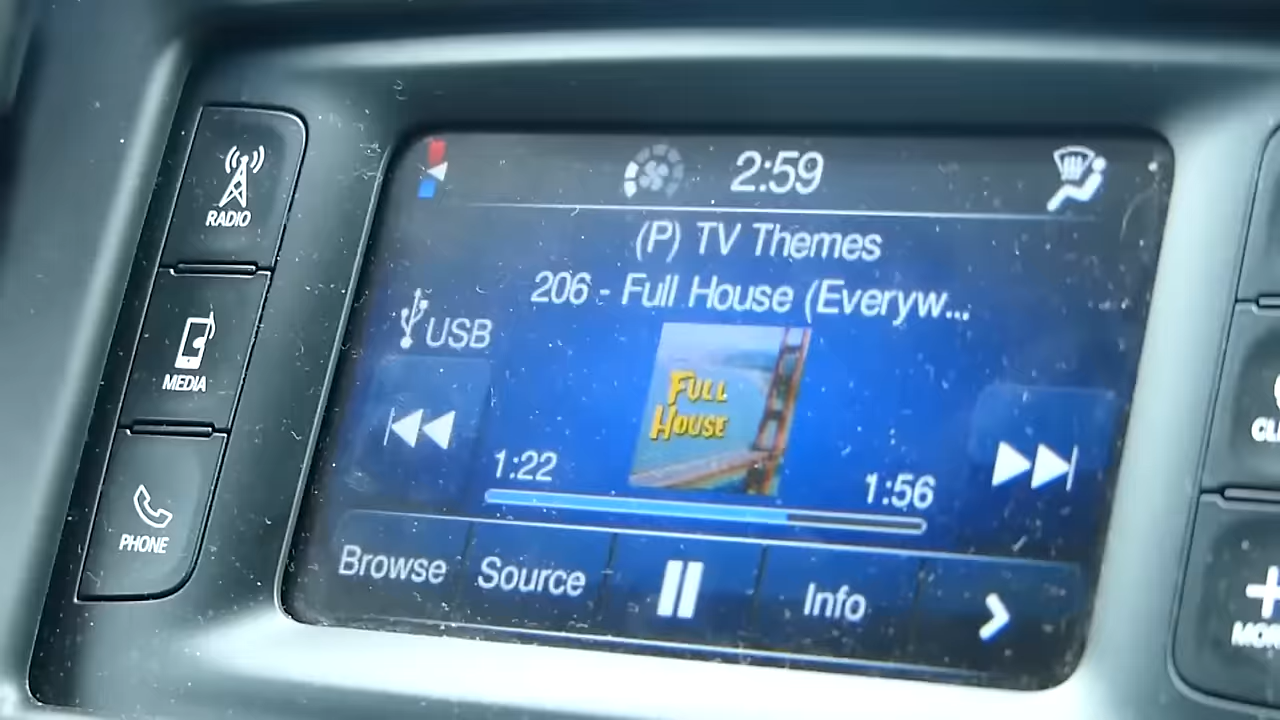 RADIO
MEDIA
PHONE
2:59
(P) TV Themes
206 - Full House (Everyw...
USB
FULL
HOUSE
1:22
1:56
Browse
Source
Info